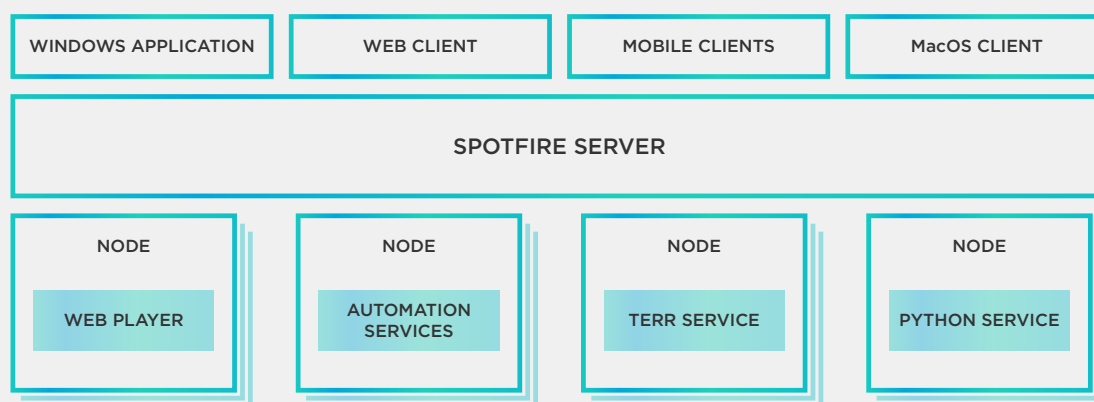 WINDOWS APPLICATION
WEB CLIENT
MOBILE CLIENTS
MacOS CLIENT
SPOTFIRE SERVER
NODE
WEB PLAYER
NODE
AUTOMATION
SERVICES
NODE
TERR SERVICE
NODE
PYTHON SERVICE